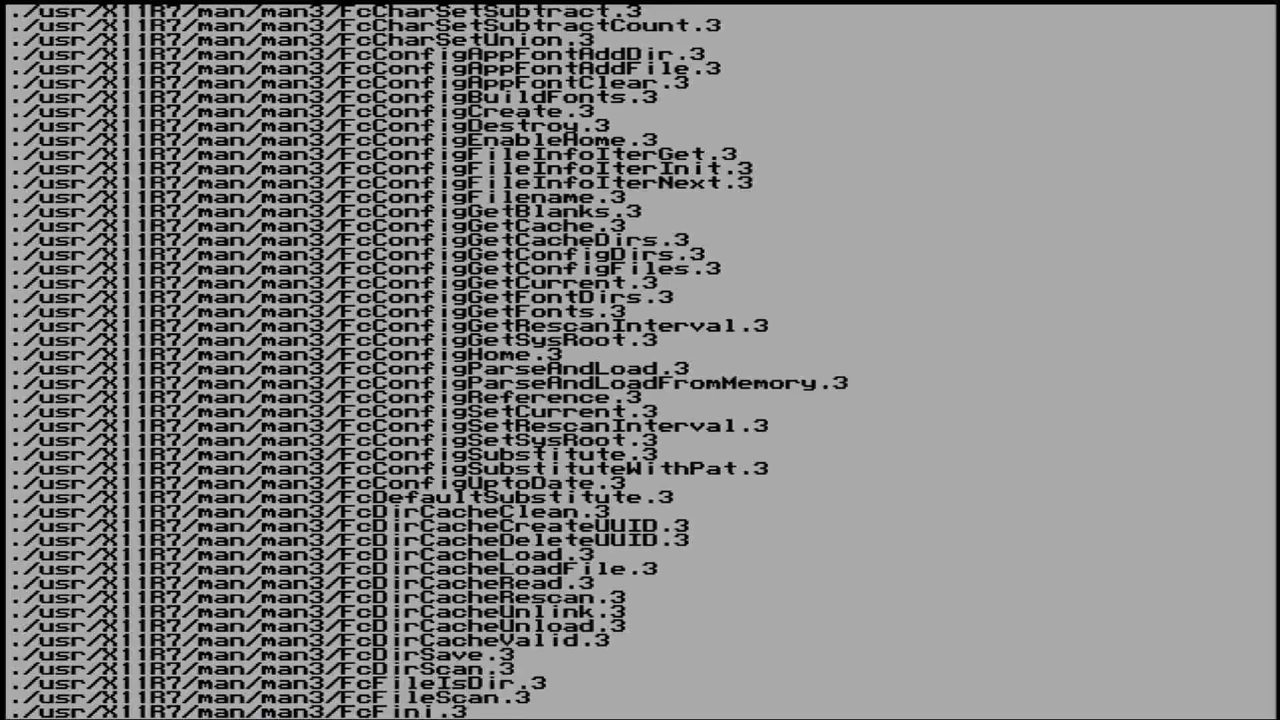 ./usr/X11R7/man/man3/FcCharSetSubtract.3
./usr/X11R7/man/man3/FcCharSetSubtractCount.3
./usr/X11R7/man/man3/FcCharSetUnion.3
./usr/X11R7/man/man3/FcConfigAppFontAddDir.3
./usr/X11R7/man/man3/FcConfigAppFontAddFile.3
./usr/X11R7/man/man3/FcConfigAppFontClear.3
./usr/X11R7/man/man3/FcConfigBuildFonts.3
./usr/X11R7/man/man3/FcConfigCreate.3
./usr/X11R7/man/man3/FcConfigDestroy.3
./usr/X11R7/man/man3/FcConfigEnableHome.3
./usr/X11R7/man/man3/FcConfigFileInfoIterGet.3
./usr/X11R7/man/man3/FcConfigFileInfoIterInit.3
./usr/X11R7/man/man3/FcConfigFileInfoIterNext.3
./usr/X11R7/man/man3/FcConfigFilename.3
./usr/X11R7/man/man3/FcConfigGetBlanks.3
./usr/X11R7/man/man3/FcConfigGetCache.3
./usr/X11R7/man/man3/FcConfigGetCacheDirs.3
./usr/X11R7/man/man3/FcConfigGetConfigDirs.3
./usr/X11R7/man/man3/FcConfigGetConfigFiles.3
./usr/X11R7/man/man3/FcConfigGetCurrent.3
./usr/X11R7/man/man3/FcConfigGetFontDirs.3
./usr/X11R7/man/man3/FcConfigGetFonts.3
./usr/X11R7/man/man3/FcConfigGetRescanInterval.3
./usr/X11R7/man/man3/FcConfigGetSysRoot.3
./usr/X11R7/man/man3/FcConfigHome.3
./usr/X11R7/man/man3/FcConfigParseAndLoad.3
./usr/X11R7/man/man3/FcConfigParseAndLoadFromMemory.3
./usr/X11R7/man/man3/FcConfigReference.3
./usr/X11R7/man/man3/FcConfigSetCurrent.3
./usr/X11R7/man/man3/FcConfigSetRescanInterval.3
./usr/X11R7/man/man3/FcConfigSetSysRoot.3
./usr/X11R7/man/man3/FcConfigSubstitute.3
./usr/X11R7/man/man3/FcConfigSubstituteWithPat.3
./usr/X11R7/man/man3/FcConfigUptoDate.3
./usr/X11R7/man/man3/FcDefaultSubstitute.3
./usr/X11R7/man/man3/FcDirCacheClean.3
./usr/X11R7/man/man3/FcDirCacheCreateUUID.3
./usr/X11R7/man/man3/FcDirCacheDeleteUUID.3
./usr/X11R7/man/man3/FcDirCacheLoad.3
./usr/X11R7/man/man3/FcDirCacheLoadFile.3
./usr/X11R7/man/man3/FcDirCacheRead.3
./usr/X11R7/man/man3/FcDirCacheRescan.3
./usr/X11R7/man/man3/FcDirCacheUnlink.3
./usr/X11R7/man/man3/FcDirCacheUnload.3
./usr/X11R7/man/man3/FcDirCacheValid.3
./usr/X11R7/man/man3/FcDirSave.3
./usr/X11R7/man/man3/FcDirScan.3
./usr/X11R7/man/man3/FcFileIsDir.3
./usr/X11R7/man/man3/FcFileScan.3
./usr/X11R7/man/man3/FcFini.3